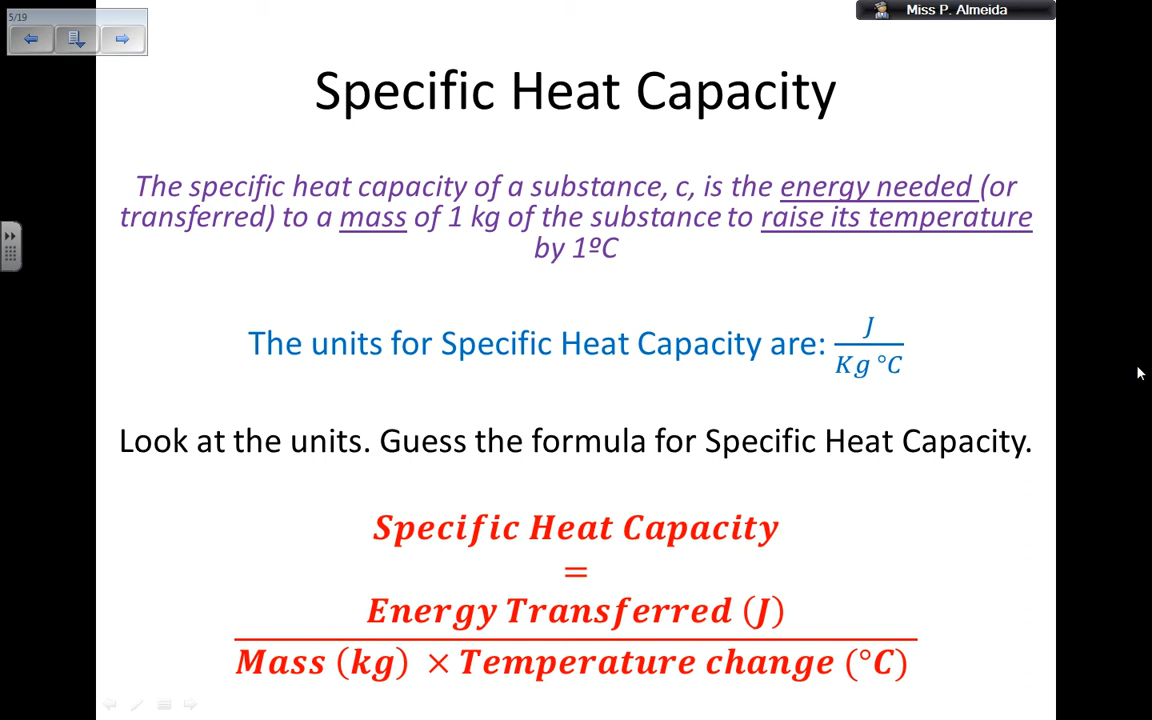 5/19
Miss P. Almeida
Specific Heat Capacity
The specific heat capacity of a substance, c, is the energy needed (or
transferred) to a mass of 1 kg of the substance to raise its temperature
by 1ºC
The units for Specific Heat Capacity are: J / Kg °C
Look at the units. Guess the formula for Specific Heat Capacity.
Specific Heat Capacity
=
Energy Transferred (J)
Mass (kg) × Temperature change (°C)